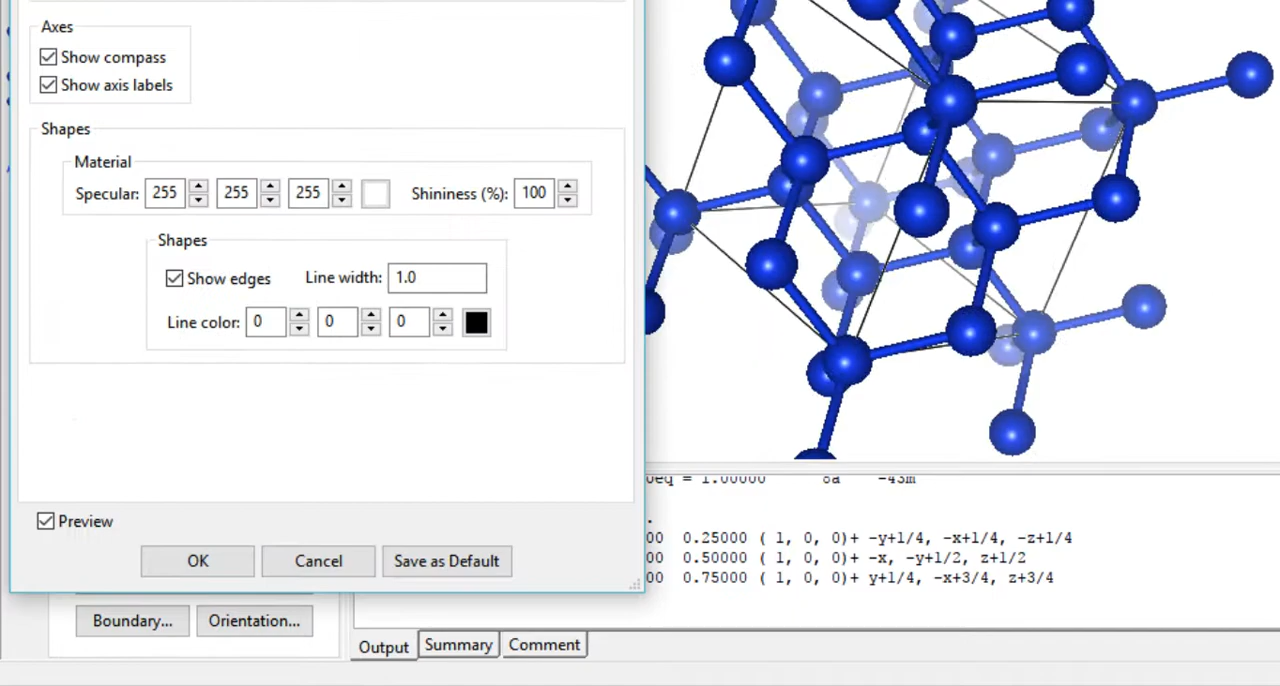 Axes
Show compass
Show axis labels
Shapes
Material
Specular: 255 255 255 Shininess (%): 100
Shapes
Show edges Line width: 1.0
Line color: 0 0 0
Preview
OK Cancel Save as Default
= 1.00000 8a -43m
.
00 0.25000 ( 1, 0, 0)+ -y+1/4, -x+1/4, -z+1/4
00 0.50000 ( 1, 0, 0)+ -x, -y+1/2, z+1/2
00 0.75000 ( 1, 0, 0)+ y+1/4, -x+3/4, z+3/4
Boundary... Orientation...
Output Summary Comment